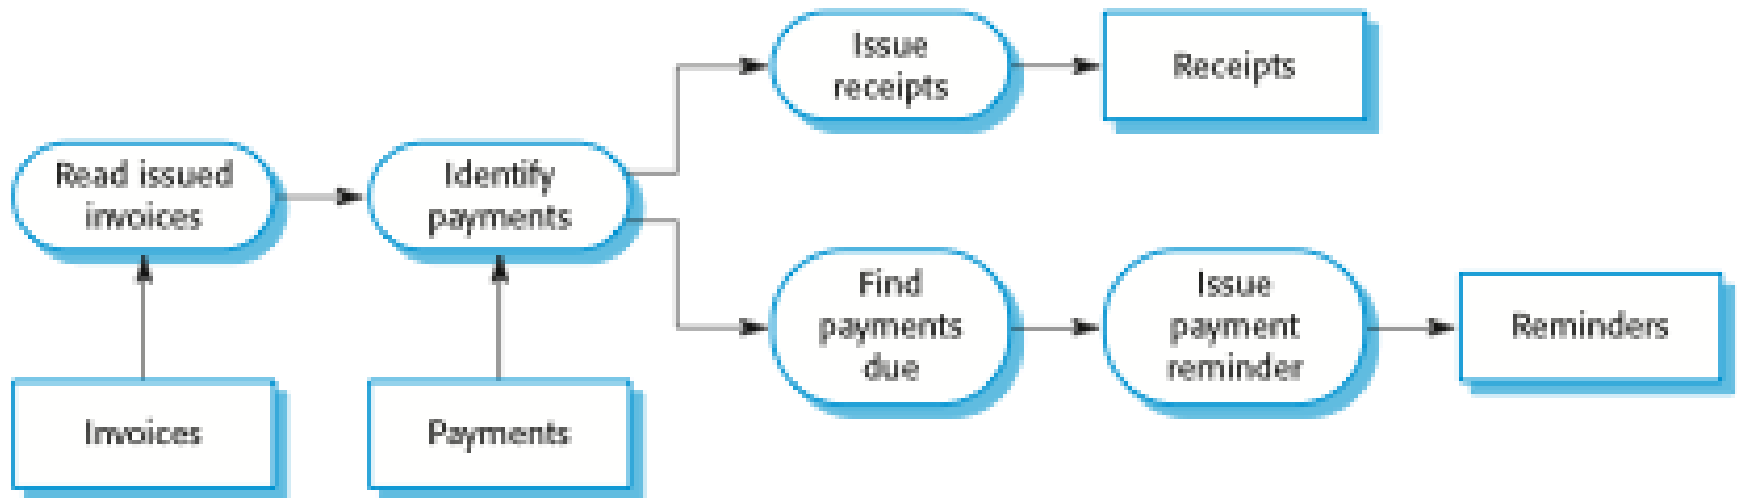 Issue
receipts
Receipts
Read issued
invoices
Identify
payments
Find
payments
due
Issue
payment
reminder
Reminders
Invoices
Payments